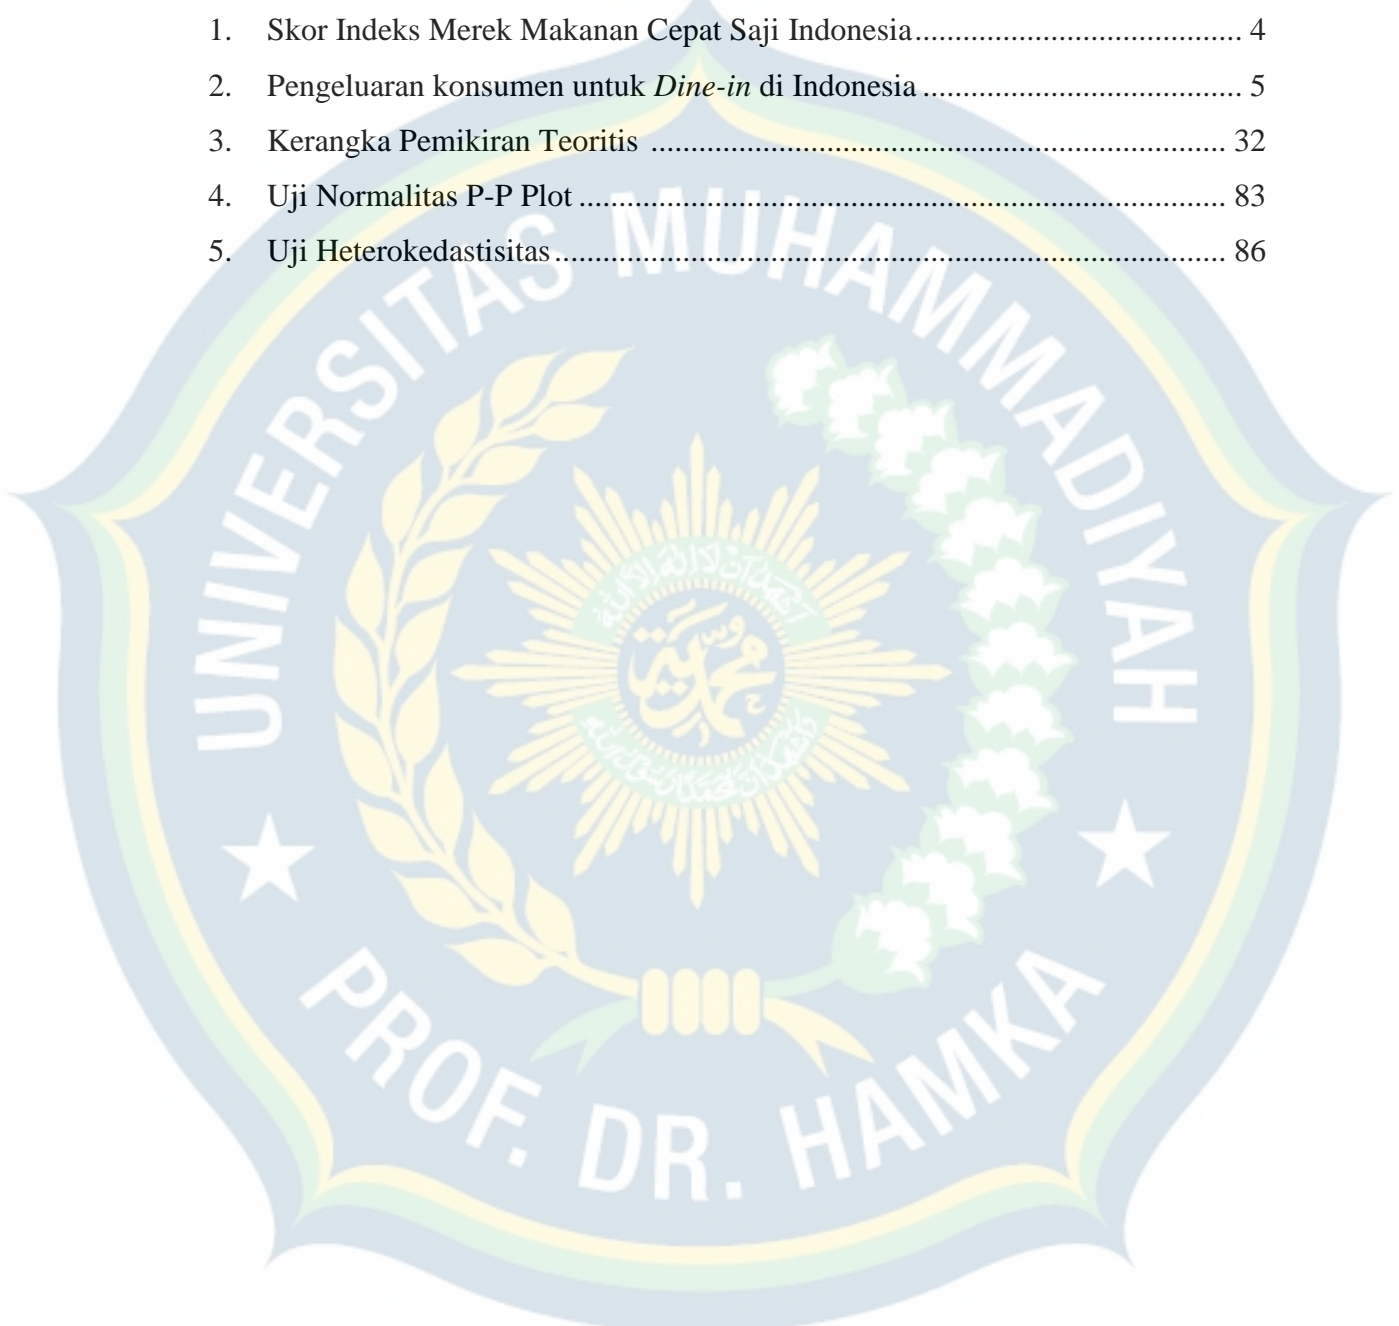 1. Skor Indeks Merek Makanan Cepat Saji Indonesia......................................... 4
2. Pengeluaran konsumen untuk Dine-in di Indonesia ........................................ 5
3. Kerangka Pemikiran Teoritis ........................................................................ 32
4. Uji Normalitas P-P Plot ................................................................................. 83
5. Uji Heterokedastisitas .................................................................................... 86
UNIVERSITAS MUHAMMADIYAH
محمدية
PROF. DR. HAMKA